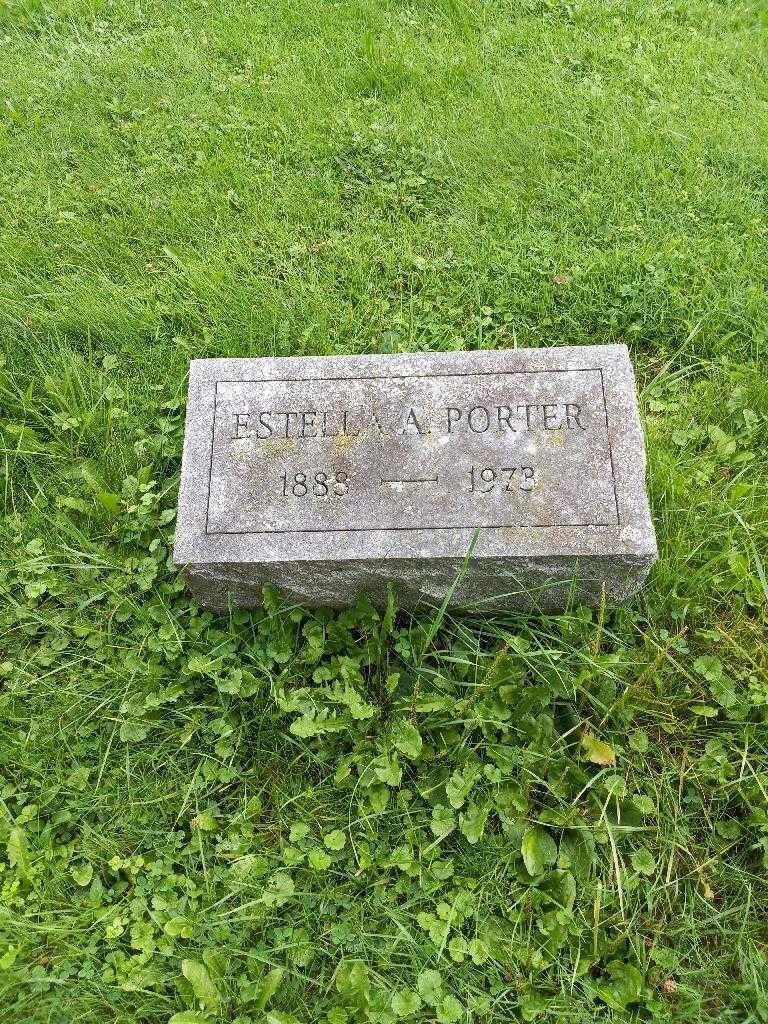 ESTELLA A. PORTER
1888 — 1973